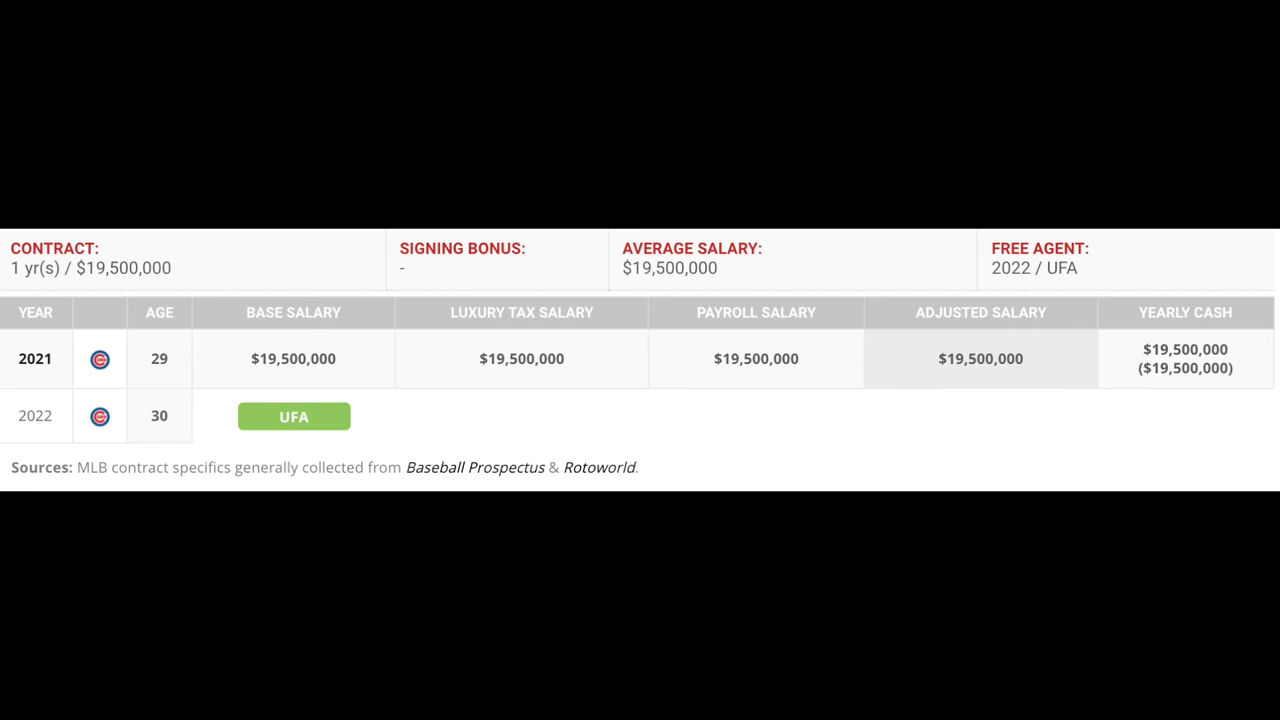 CONTRACT: SIGNING BONUS: AVERAGE SALARY: FREE AGENT:
1 yr(s) / $19,500,000 - $19,500,000 2022 / UFA
YEAR AGE BASE SALARY LUXURY TAX SALARY PAYROLL SALARY ADJUSTED SALARY YEARLY CASH
2021 29 $19,500,000 $19,500,000 $19,500,000 $19,500,000 $19,500,000
($19,500,000)
2022 30 UFA
Sources: MLB contract specifics generally collected from Baseball Prospectus & Rotoworld.